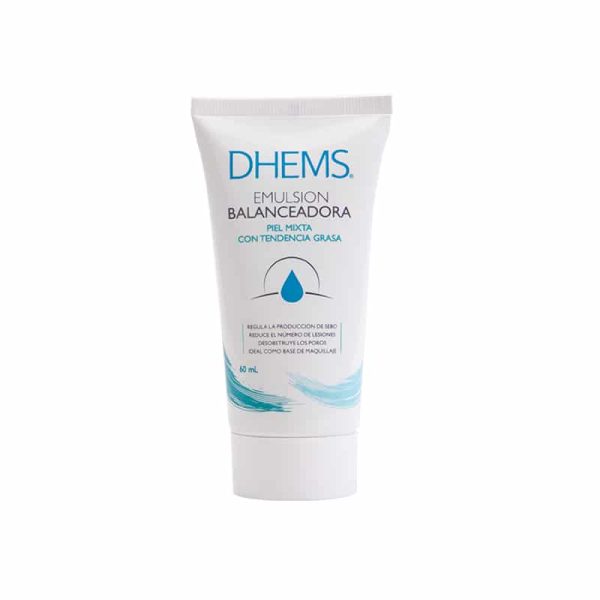 DHEMS®
EMULSION
BALANCEADORA
PIEL MIXTA
CON TENDENCIA GRASA
REGULA LA PRODUCCION DE SEBO
REDUCE EL NÚMERO DE LESIONES
DESOBSTRUYE LOS POROS
IDEAL COMO BASE DE MAQUILLAJE
60 mL